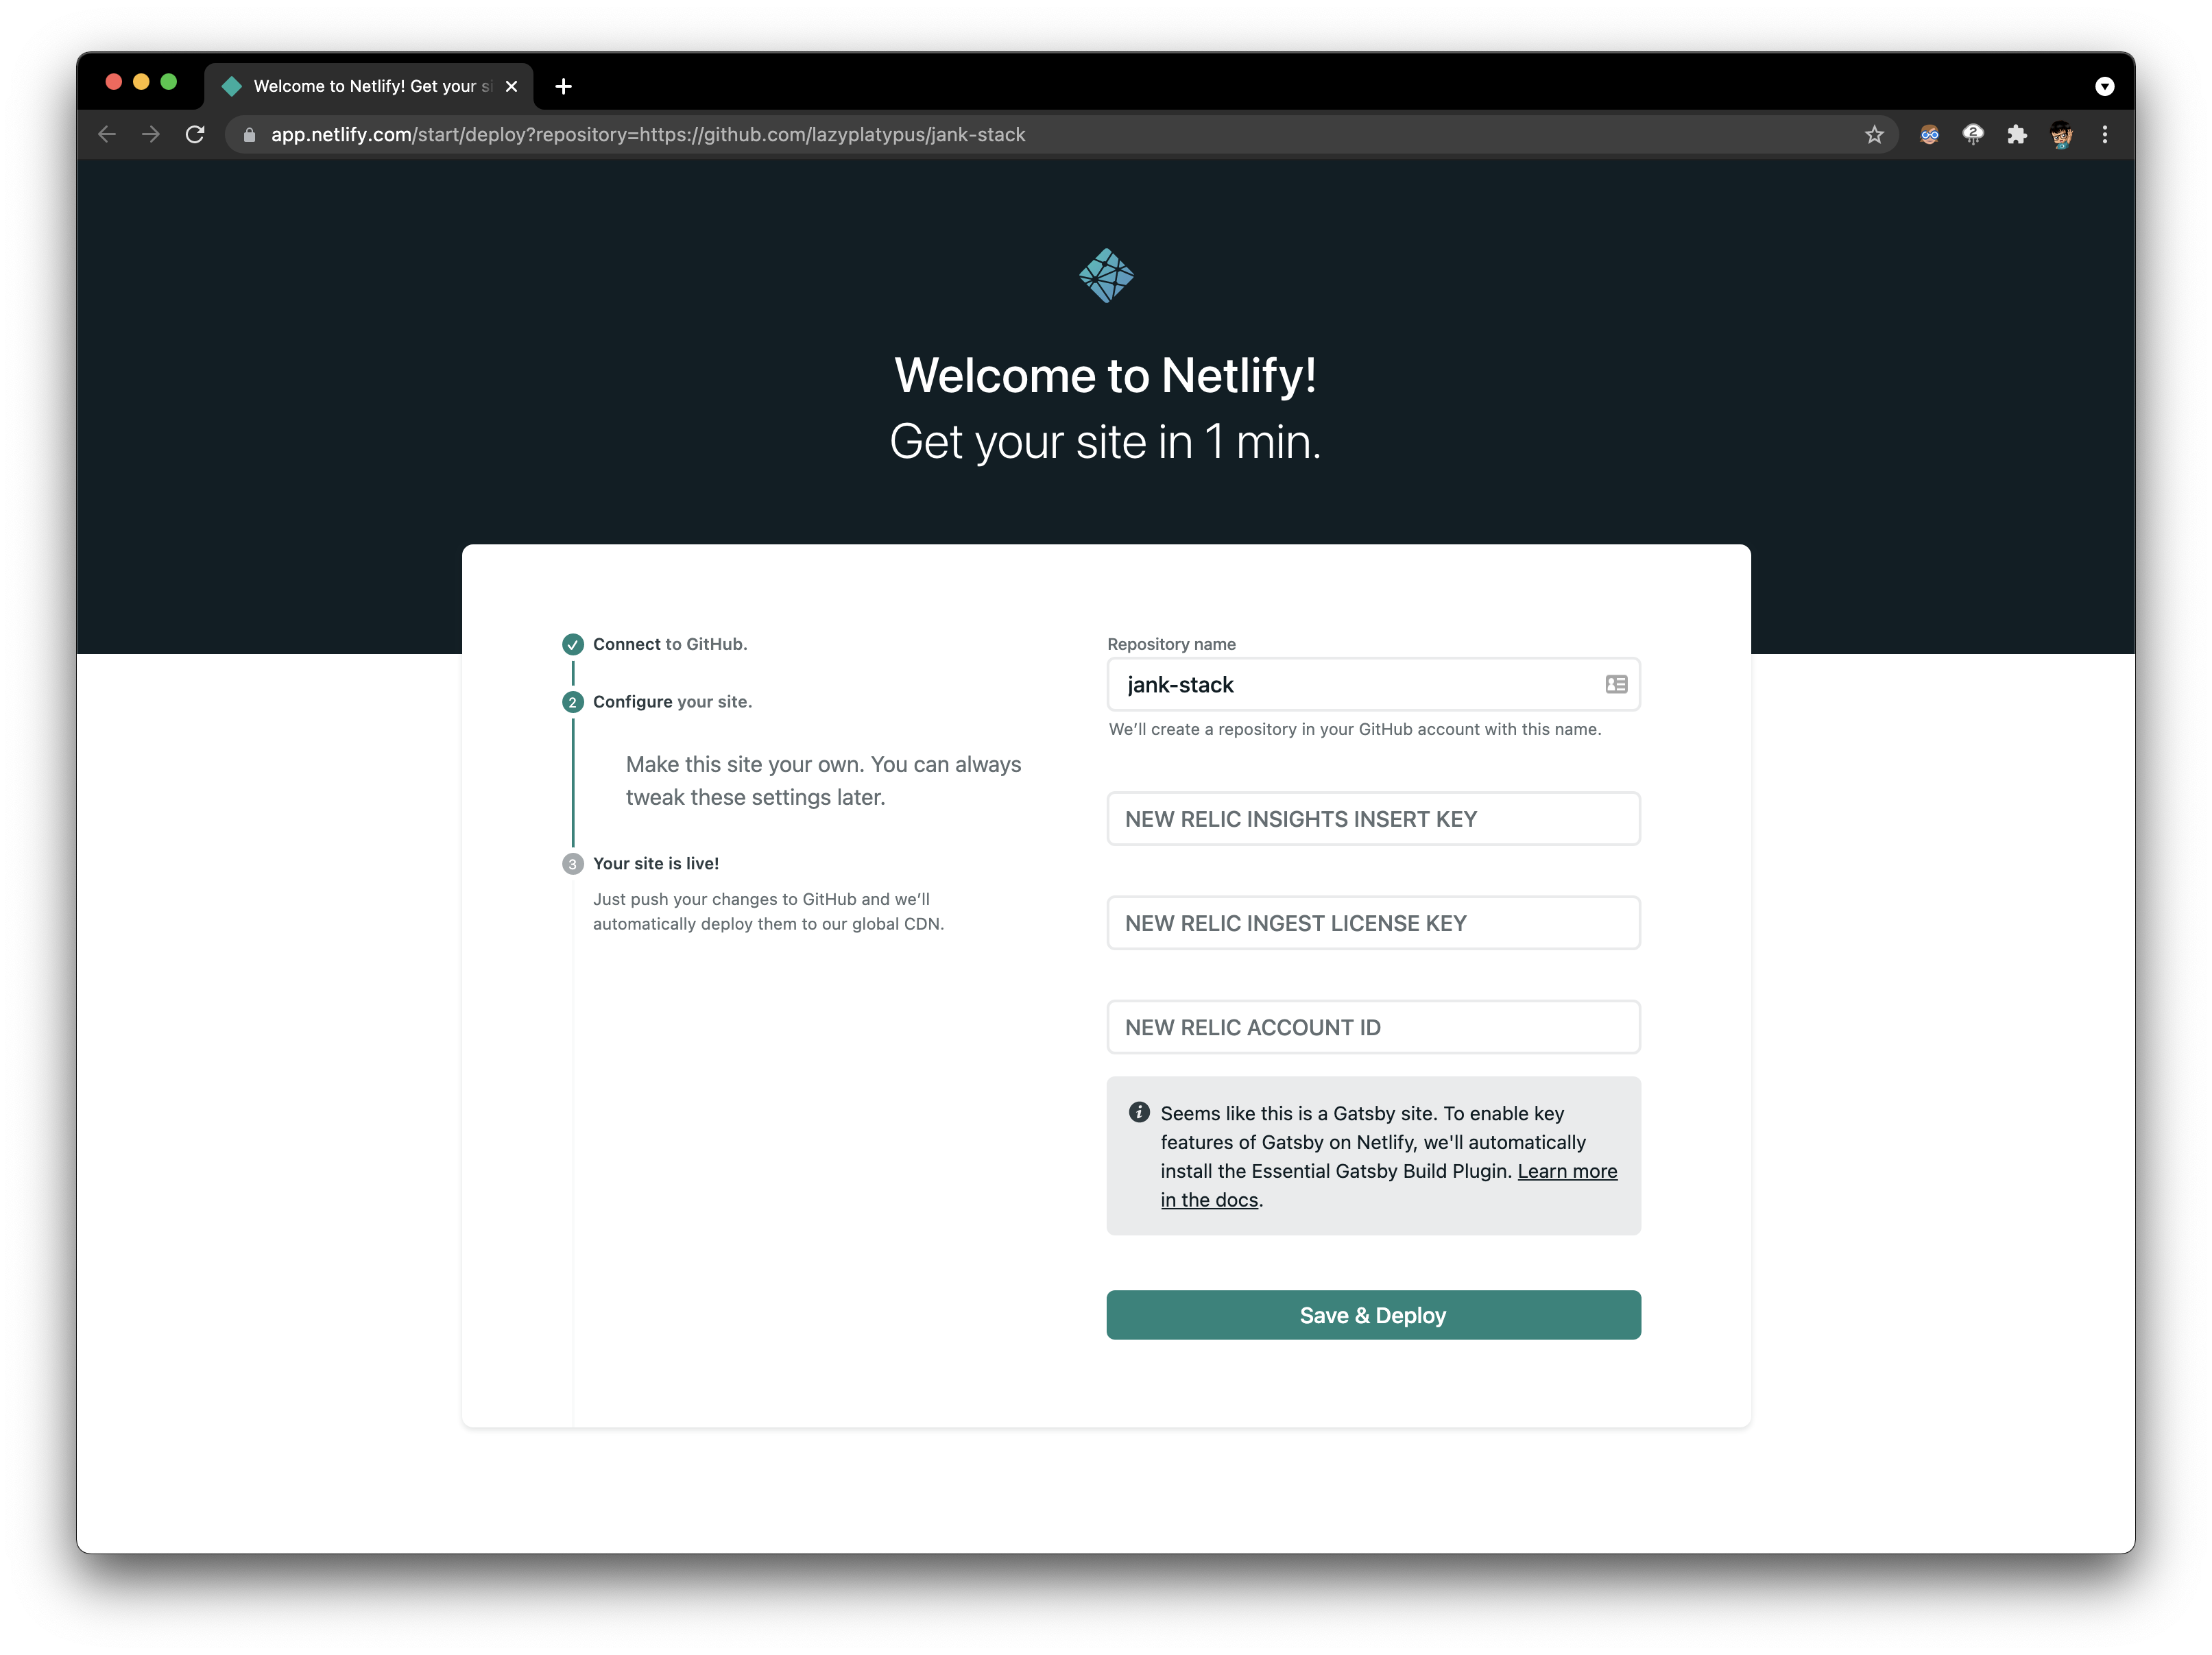 Welcome to Netlify! Get your si
app.netlify.com/start/deploy?repository=https://github.com/lazyplatypus/jank-stack
2
Welcome to Netlify!
Get your site in 1 min.
Connect to GitHub.
2 Configure your site.
Make this site your own. You can always
tweak these settings later.
3 Your site is live!
Just push your changes to GitHub and we’ll
automatically deploy them to our global CDN.
Repository name
jank-stack
We’ll create a repository in your GitHub account with this name.
NEW RELIC INSIGHTS INSERT KEY
NEW RELIC INGEST LICENSE KEY
NEW RELIC ACCOUNT ID
Seems like this is a Gatsby site. To enable key
features of Gatsby on Netlify, we'll automatically
install the Essential Gatsby Build Plugin. Learn more
in the docs.
Save & Deploy